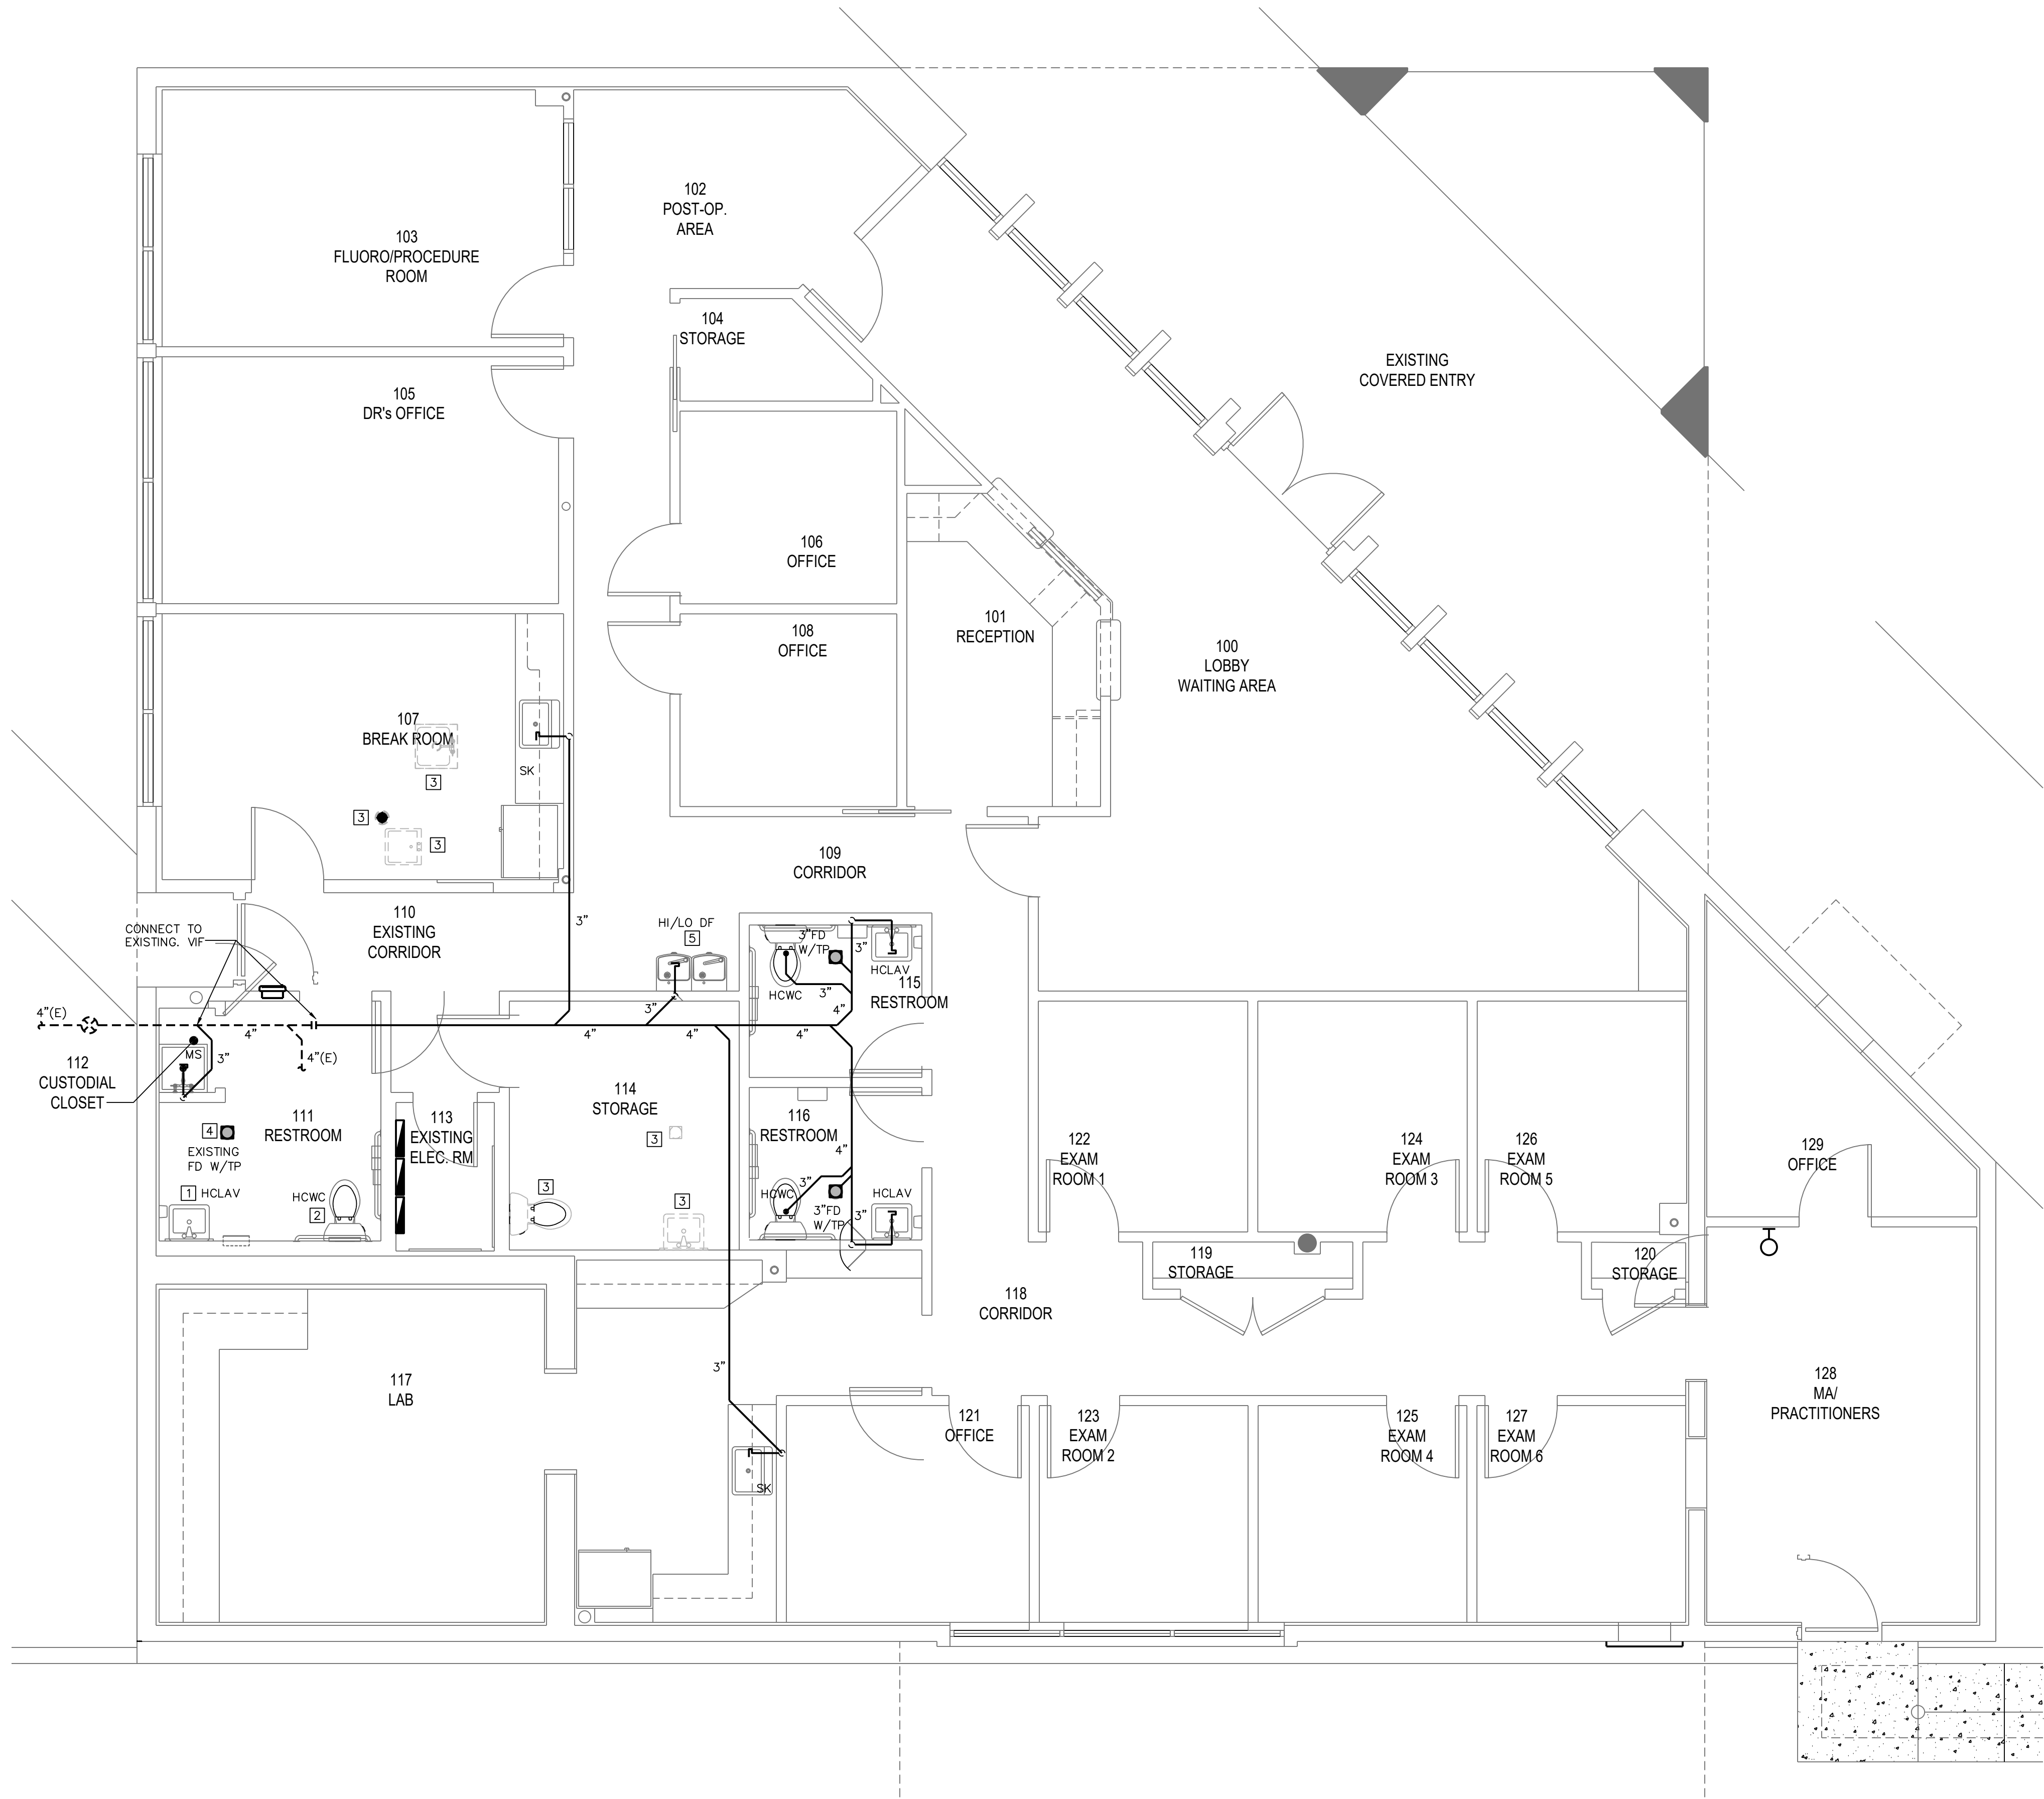 102
POST-OP.
AREA
103
FLUORO/PROCEDURE
ROOM
104
STORAGE
EXISTING
COVERED ENTRY
105
DR's OFFICE
106
OFFICE
101
RECEPTION
108
OFFICE
100
LOBBY
WAITING AREA
107
BREAK ROOM
SK
3
3
3
109
CORRIDOR
110
EXISTING
CORRIDOR
CONNECT TO
EXISTING. VIF
3"
HI/LO DF
5
3"FD
W/TP
3"
HCLAV
HCWC
3"
115
RESTROOM
4"
3"
4"(E)
4"
4"
4"
4"
MS
3"
4"(E)
112
CUSTODIAL
CLOSET
111
RESTROOM
113
EXISTING
ELEC. RM
114
STORAGE
3
116
RESTROOM
4"
4
EXISTING
FD W/TP
1
HCLAV
HCWC
2
3
3
HCWC
3"
3"FD
W/TP
3"
HCLAV
122
EXAM
ROOM 1
124
EXAM
ROOM 3
126
EXAM
ROOM 5
129
OFFICE
119
STORAGE
120
STORAGE
118
CORRIDOR
117
LAB
3"
128
MA/
PRACTITIONERS
121
OFFICE
123
EXAM
ROOM 2
125
EXAM
ROOM 4
127
EXAM
ROOM 6
SK